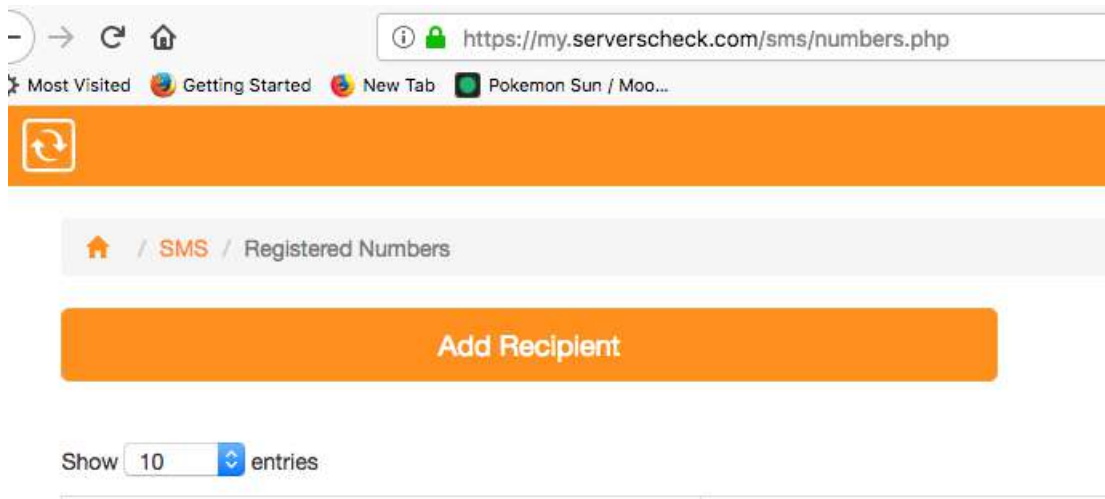 https://my.serverscheck.com/sms/numbers.php
Most Visited Getting Started New Tab Pokemon Sun / Moo...
/ SMS / Registered Numbers
Add Recipient
Show 10 entries